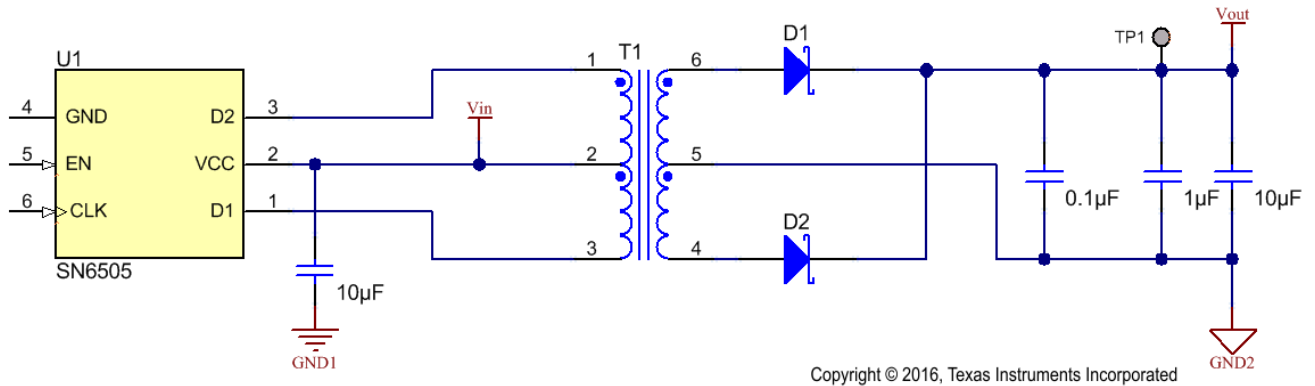 U1
4
GND
D2
3
5
EN
VCC
2
6
CLK
D1
1
SN6505
10µF
GND1
Vin
1
T1
6
2
5
3
4
D1
D2
TP1
Vout
0.1µF
1µF
10µF
GND2
Copyright © 2016, Texas Instruments Incorporated